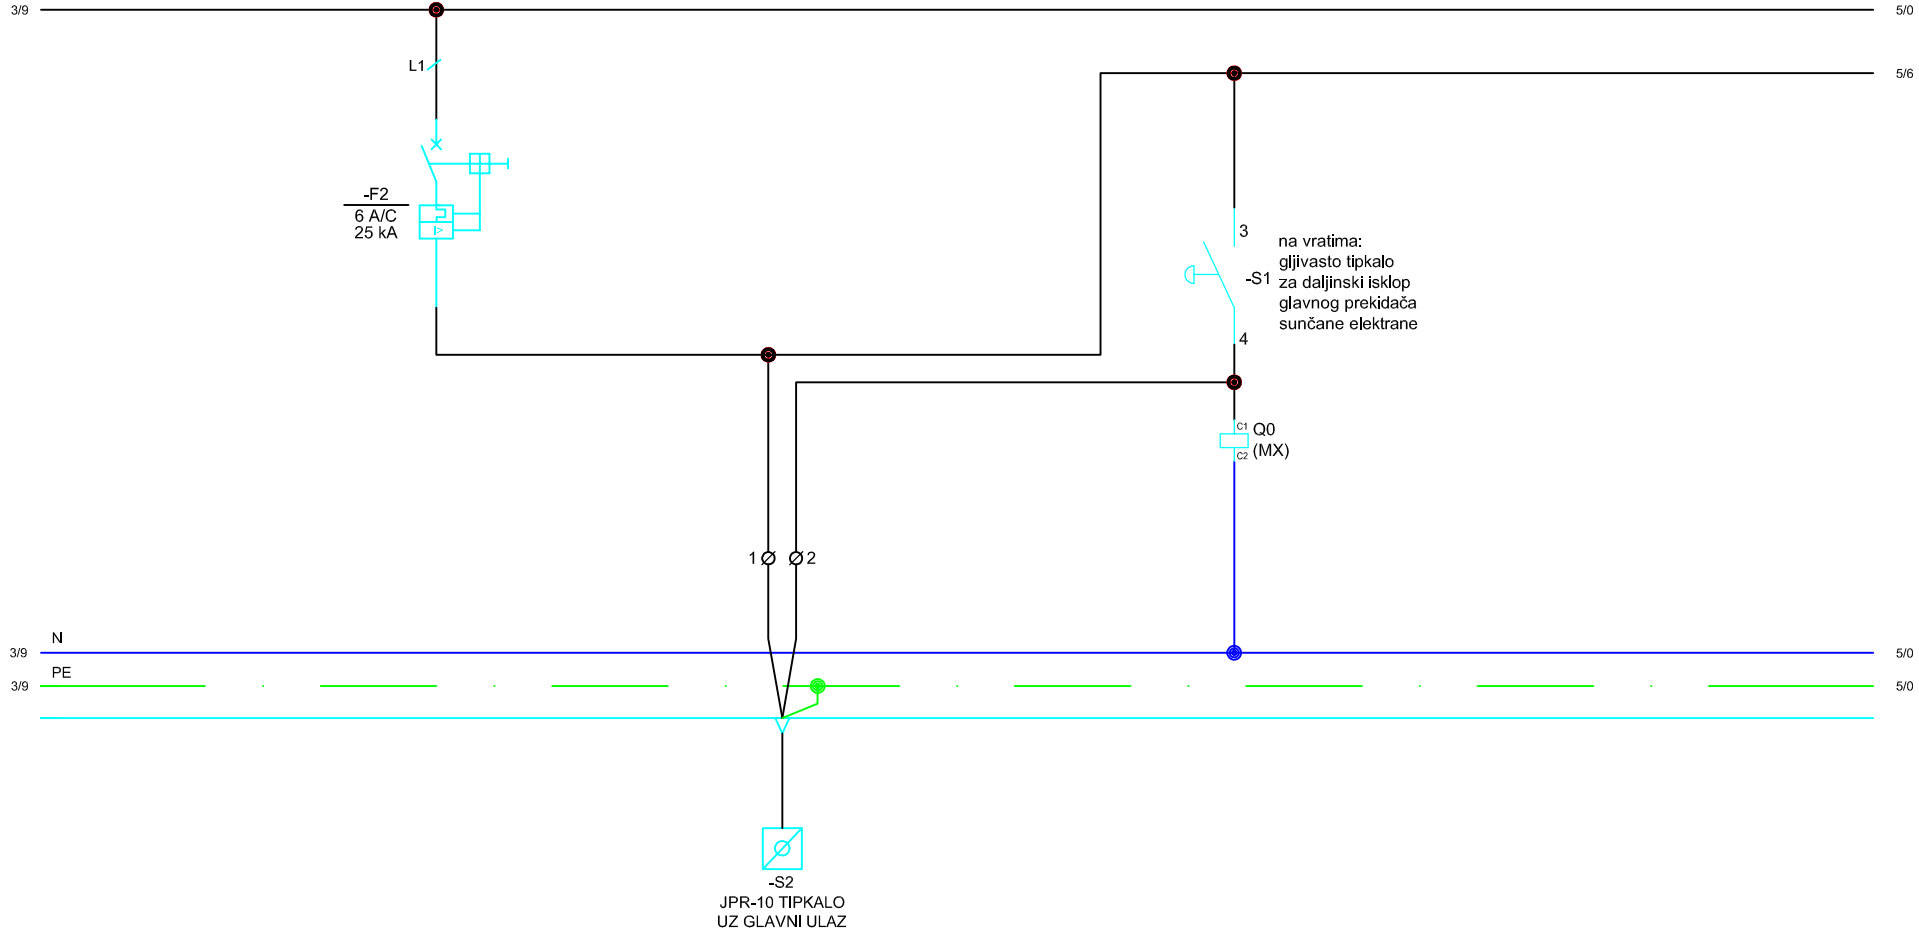 3/9
5/0
L1
5/6
-F2
6 A/C
25 kA
3
-S1
4
na vratima:
gljivasto tipkalo
za daljinski isklop
glavnog prekidača
sunčane elektrane
C1
Q0
C2
(MX)
1
2
N
3/9
5/0
PE
3/9
5/0
I>
-S2
JPR-10 TIPKALO
UZ GLAVNI ULAZ